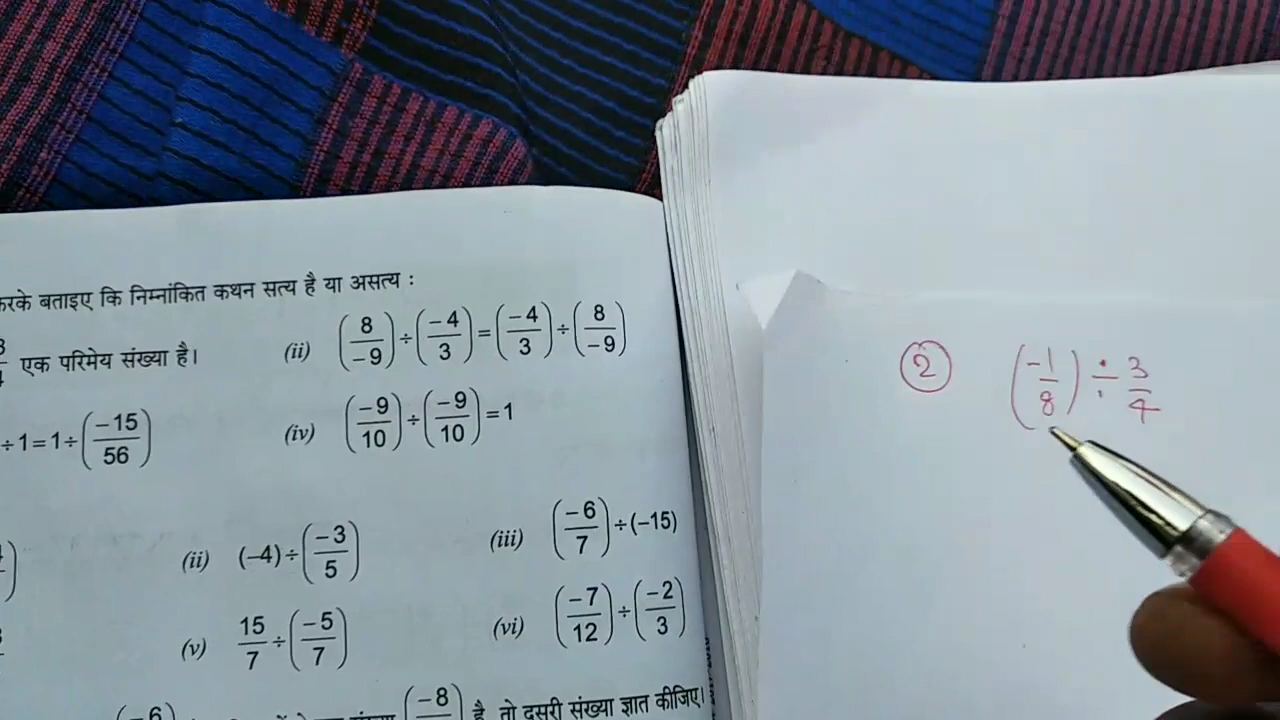 करके बताइए कि निम्नांकित कथन सत्य है या असत्य :
एक परिमेय संख्या है।
(ii) (8/-9) ÷ (-4/3) = (-4/3) ÷ (8/-9)
÷ 1 = 1 ÷ (-15/56)
(iv) (-9/10) ÷ (-9/10) = 1
(ii) (-4) ÷ (-3/5)
(iii) (-6/7) ÷ (-15)
(v) 15/7 ÷ (-5/7)
(vi) (-7/12) ÷ (-2/3)
है, तो दूसरी संख्या ज्ञात कीजिए।
2 (-1/8) ÷ 3/4